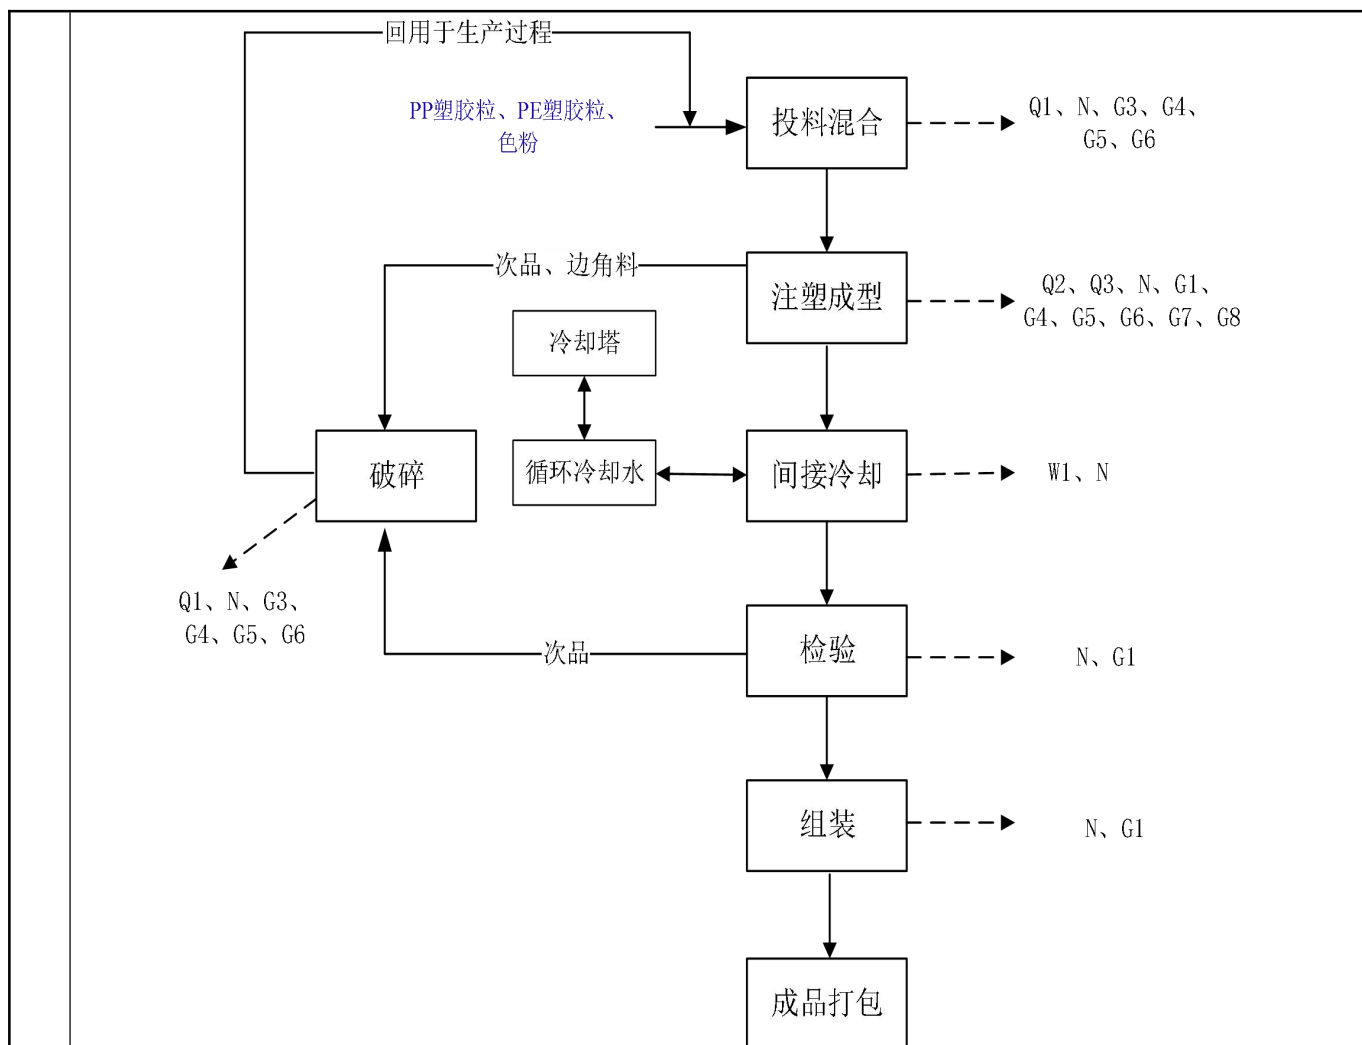 回用于生产过程
PP塑胶粒、PE塑胶粒、
色粉
投料混合
Q1、N、G3、G4、
G5、G6
次品、边角料
注塑成型
Q2、Q3、N、G1、
G4、G5、G6、G7、G8
冷却塔
破碎
循环冷却水
间接冷却
W1、N
Q1、N、G3、
G4、G5、G6
次品
检验
N、G1
组装
N、G1
成品打包